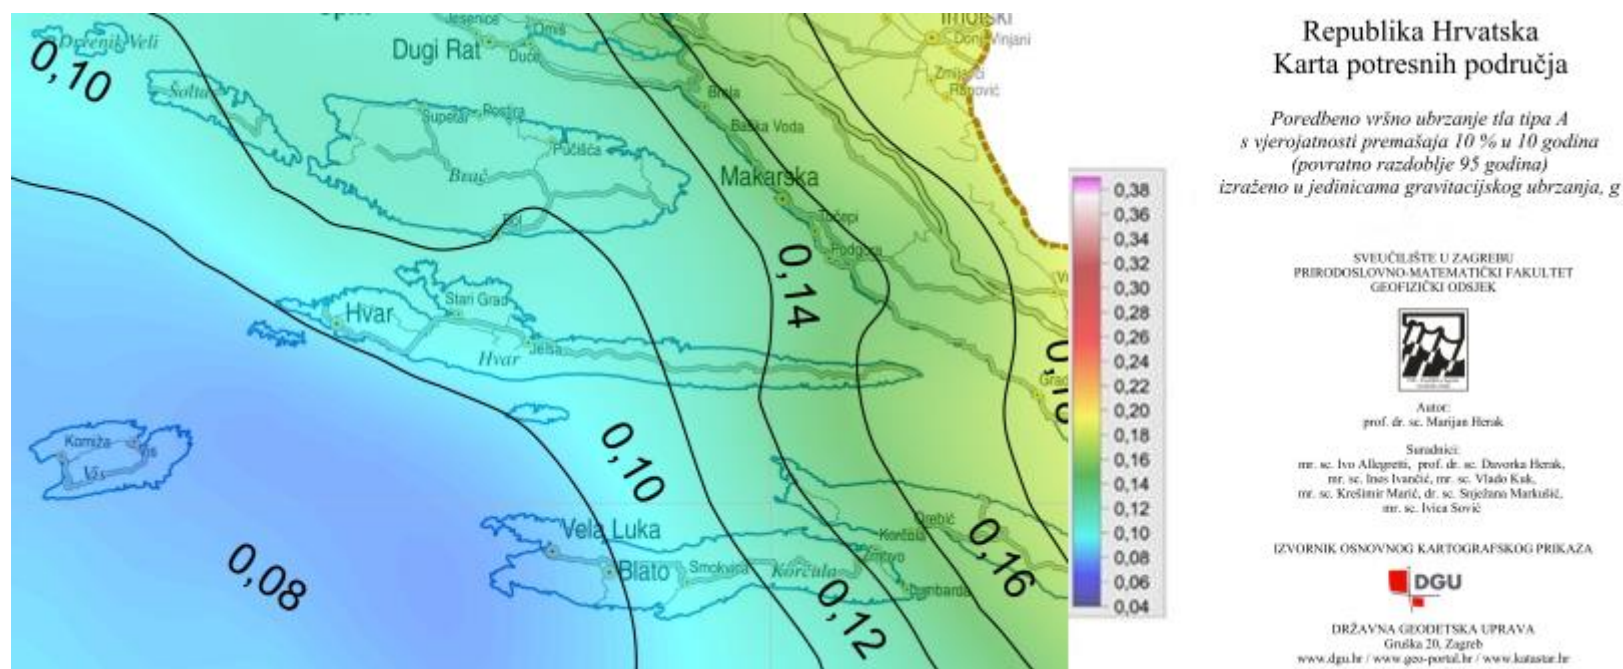 Jesenice
Omiš
Drvenik Veli
Dugi Rat
Duće
Donji Vinjani
0,10
Zmijavci
Šolta
Brela
Supetar
Postira
Baška Voda
Pučišća
Brač
Makarska
Bol
Tučepi
Podgora
0,14
Stari Grad
Hvar
Jelsa
Hvar
Komiža
Vis
Vis
0,10
Vela Luka
Orebić
Korčula
Žrnovo
0,16
Blato
Smokvica
Korčula
Lumbarda
0,08
0,12
0,38
0,36
0,34
0,32
0,30
0,28
0,26
0,24
0,22
0,20
0,18
0,16
0,14
0,12
0,10
0,08
0,06
0,04
Republika Hrvatska
Karta potresnih područja
Poredbeno vršno ubrzanje tla tipa A
s vjerojatnosti premašaja 10 % u 10 godina
(povratno razdoblje 95 godina)
izraženo u jedinicama gravitacijskog ubrzanja, g
SVEUČILIŠTE U ZAGREBU
PRIRODOSLOVNO-MATEMATIČKI FAKULTET
GEOFIZIČKI ODSJEK
Autor:
prof. dr. sc. Marijan Herak
Suradnici:
mr. sc. Ivo Allegretti, prof. dr. sc. Davorka Herak,
mr. sc. Ines Ivančić, mr. sc. Vlado Kuk,
mr. sc. Krešimir Marić, dr. sc. Snježana Markušić,
mr. sc. Ivica Sović
IZVORNIK OSNOVNOG KARTOGRAFSKOG PRIKAZA
DGU
DRŽAVNA GEODETSKA UPRAVA
Gruška 20, Zagreb
www.dgu.hr / www.geo-portal.hr / www.katastar.hr